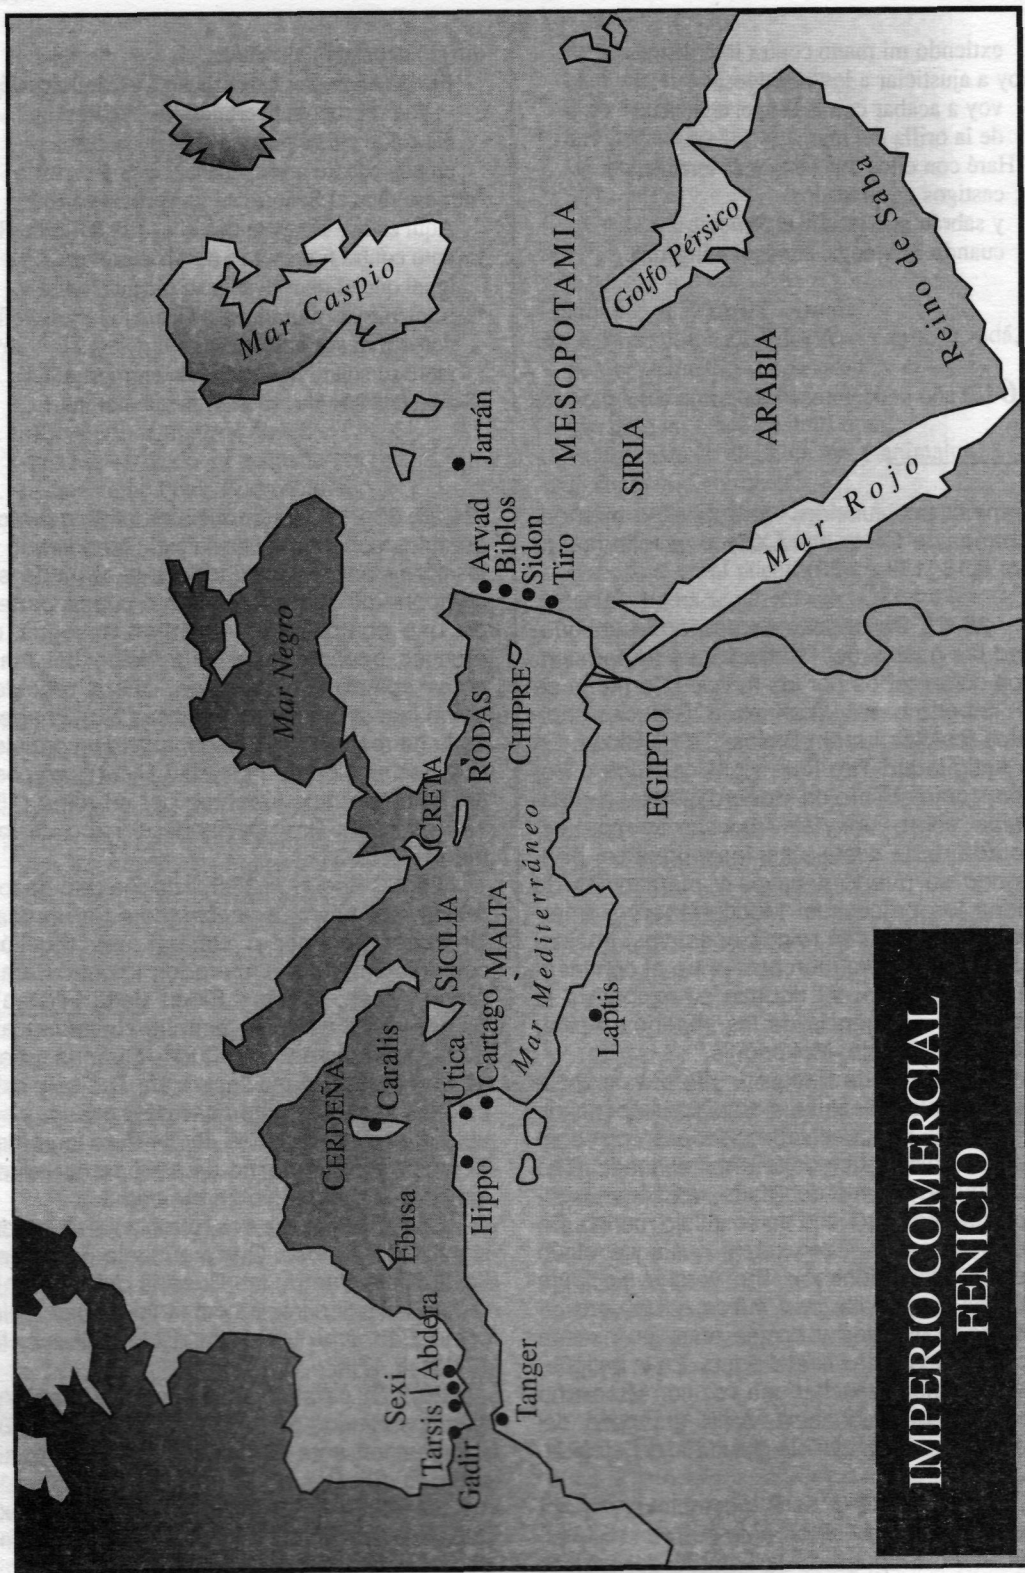 Mar Caspio
Mar Negro
Jarrán
MESOPOTAMIA
Golfo Pérsico
SIRIA
ARABIA
Reino de Saba
Mar Rojo
Arvad
Biblos
Sidon
Tiro
CHIPRE
RODAS
CRETA
EGIPTO
Mar Mediterráneo
SICILIA
MALTA
Cartago
Utica
Laptis
CERDEÑA
Caralis
Hippo
Ebusa
Abdera
Sexi
Tarsis
Gadir
Tanger
IMPERIO COMERCIAL
FENICIO